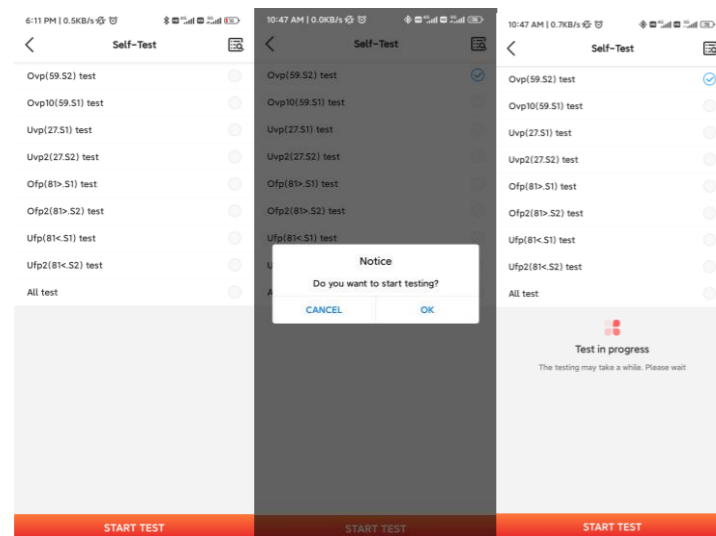 6:11 PM | 0.5KB/s
Self-Test
Ovp(59.S2) test
Ovp10(59.S1) test
Uvp(27.S1) test
Uvp2(27.S2) test
Ofp(81>.S1) test
Ofp2(81>.S2) test
Ufp(81<.S1) test
Ufp2(81<.S2) test
All test
START TEST
10:47 AM | 0.0KB/s
Self-Test
Ovp(59.S2) test
Ovp10(59.S1) test
Uvp(27.S1) test
Uvp2(27.S2) test
Ofp(81>.S1) test
Ofp2(81>.S2) test
Ufp(81<.S1) test
Notice
Do you want to start testing?
CANCEL OK
START TEST
10:47 AM | 0.7KB/s
Self-Test
Ovp(59.S2) test
Ovp10(59.S1) test
Uvp(27.S1) test
Uvp2(27.S2) test
Ofp(81>.S1) test
Ofp2(81>.S2) test
Ufp(81<.S1) test
Ufp2(81<.S2) test
All test
Test in progress
The testing may take a while. Please wait
START TEST